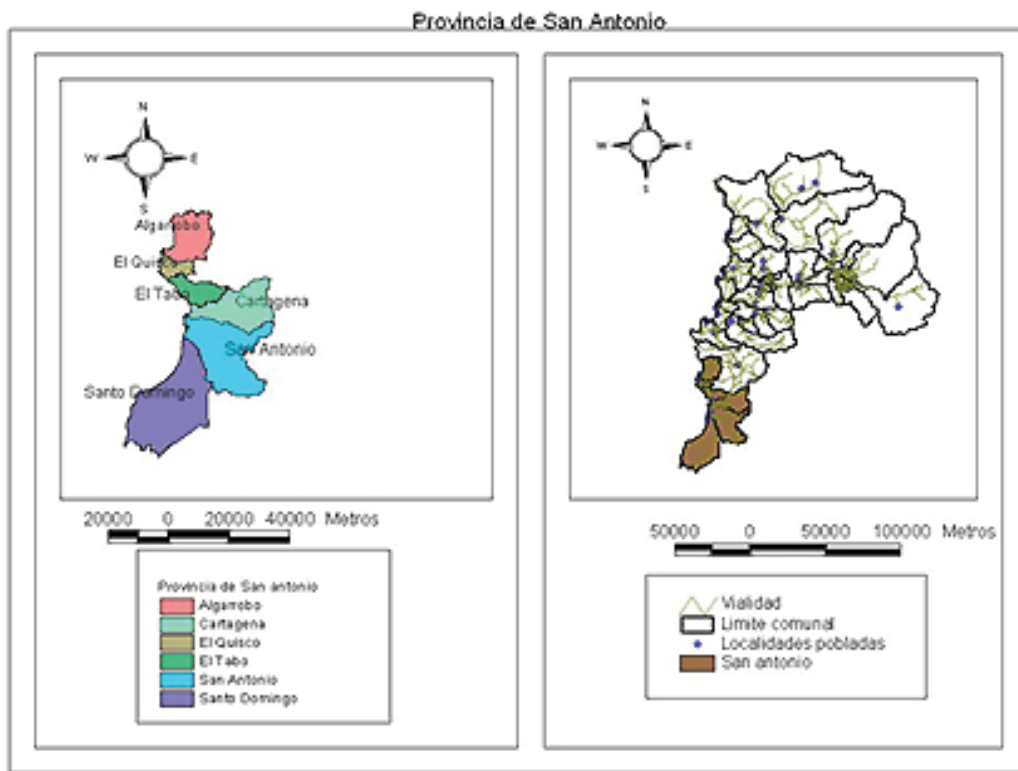 Provincia de San Antonio
N
W E
S
Algarrobo
El Quisco
El Tabo
Cartagena
San Antonio
Santo Domingo
20000 0 20000 40000 Metros
Provincia de San antonio
Algarrobo
Cartagena
El Quisco
El Tabo
San Antonio
Santo Domingo
N
W E
S
50000 0 50000 100000 Metros
Vialidad
Limite comunal
Localidades pobladas
San antonio